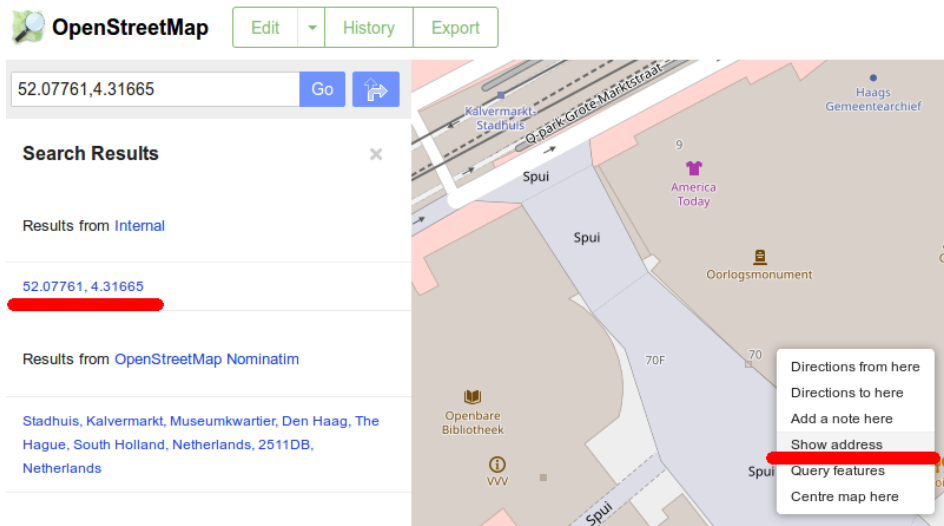 OpenStreetMap
Edit
History
Export
52.07761,4.31665
Go
Search Results
×
Results from Internal
52.07761, 4.31665
Results from OpenStreetMap Nominatim
Stadhuis, Kalvermarkt, Museumkwartier, Den Haag, The
Hague, South Holland, Netherlands, 2511DB,
Netherlands
Kalvermarkt-
Stadhuis
Q-park Grote Marktstraat
Haags
Gemeentearchief
9
Spui
America
Today
Spui
Oorlogsmonument
70F
70
Openbare
Bibliotheek
VVV
Spui
Spui
Directions from here
Directions to here
Add a note here
Show address
Query features
Centre map here